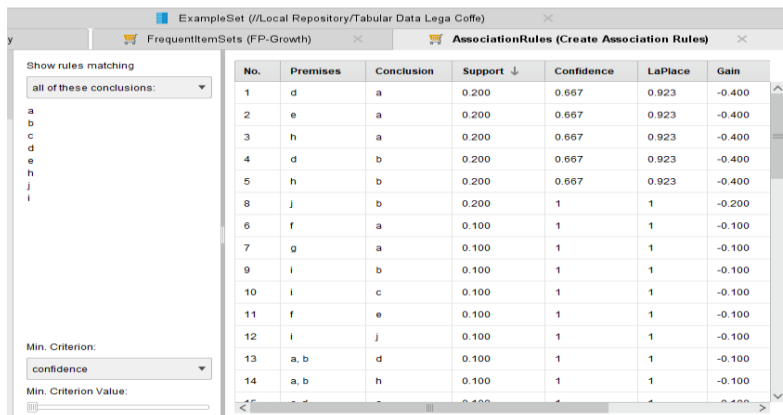 ExampleSet (//Local Repository/Tabular Data Lega Coffe)
y FrequentItemSets (FP-Growth) AssociationRules (Create Association Rules)
Show rules matching
all of these conclusions:
a
b
c
d
e
h
j
i
Min. Criterion:
confidence
Min. Criterion Value:
No. Premises Conclusion Support ↓ Confidence LaPlace Gain
1 d a 0.200 0.667 0.923 -0.400
2 e a 0.200 0.667 0.923 -0.400
3 h a 0.200 0.667 0.923 -0.400
4 d b 0.200 0.667 0.923 -0.400
5 h b 0.200 0.667 0.923 -0.400
8 j b 0.200 1 1 -0.200
6 f a 0.100 1 1 -0.100
7 g a 0.100 1 1 -0.100
9 i b 0.100 1 1 -0.100
10 i c 0.100 1 1 -0.100
11 f e 0.100 1 1 -0.100
12 i j 0.100 1 1 -0.100
13 a, b d 0.100 1 1 -0.100
14 a, b h 0.100 1 1 -0.100